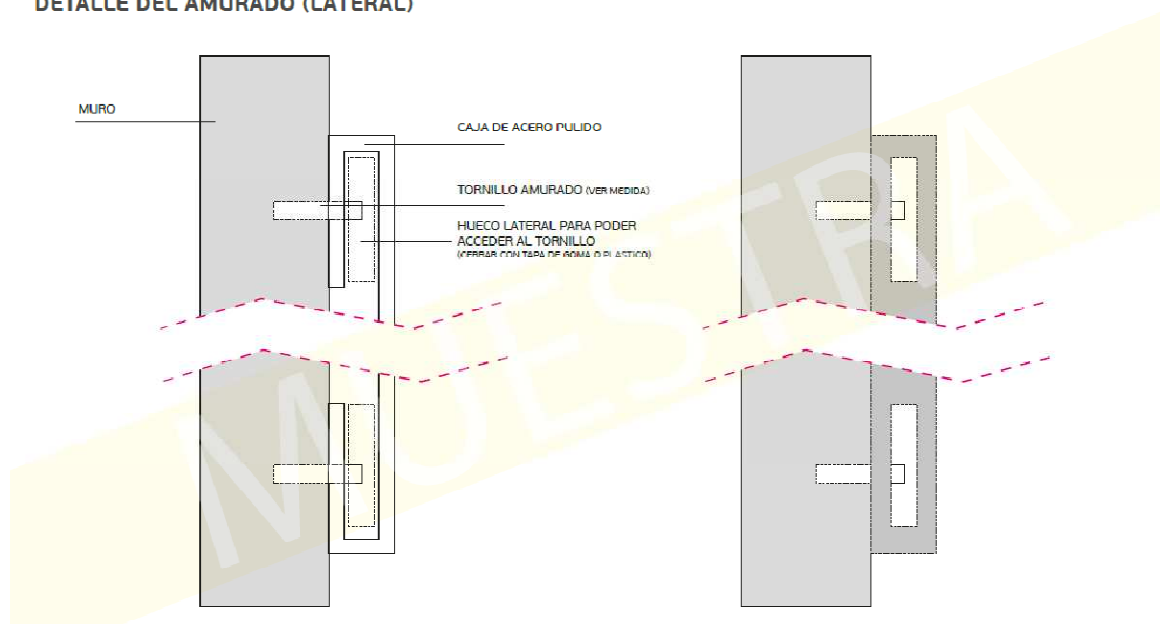 DETALLE DEL AMURADO (LATERAL)
MURO
CAJA DE ACERO PULIDO
TORNILLO AMURADO (VER MEDIDA)
HUECO LATERAL PARA PODER
ACCEDER AL TORNILLO
(CERRAR CON TAPA DE GOMA O PLASTICO)
MUESTRA